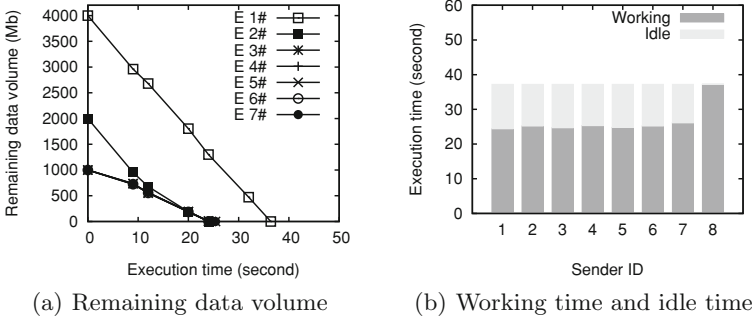 4000
3500
3000
2500
2000
1500
1000
500
0
Remaining data volume (Mb)
E 1#
E 2#
E 3#
E 4#
E 5#
E 6#
E 7#
0 10 20 30 40 50
Execution time (second)
(a) Remaining data volume
60
50
40
30
20
10
0
Execution time (second)
Working
Idle
1 2 3 4 5 6 7 8
Sender ID
(b) Working time and idle time